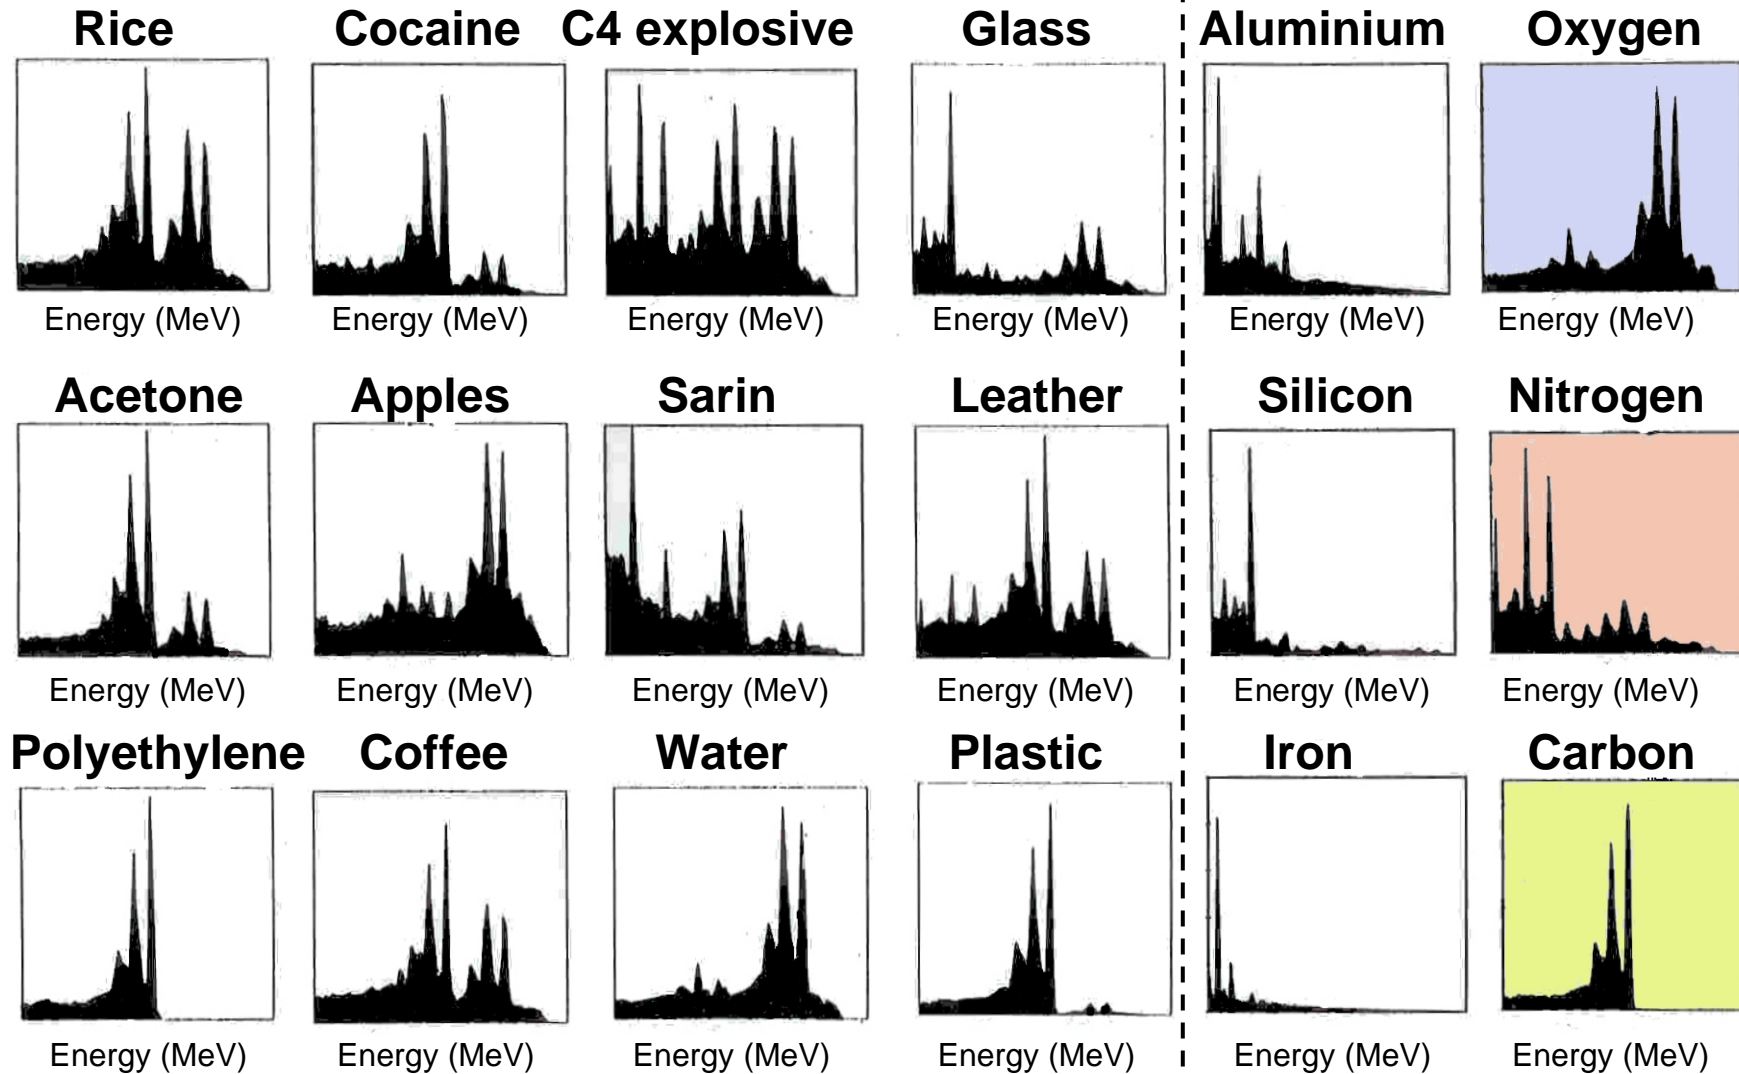 Rice Cocaine C4 explosive Glass Aluminium Oxygen
Energy (MeV) Energy (MeV) Energy (MeV) Energy (MeV) Energy (MeV) Energy (MeV)
Acetone Apples Sarin Leather Silicon Nitrogen
Energy (MeV) Energy (MeV) Energy (MeV) Energy (MeV) Energy (MeV) Energy (MeV)
Polyethylene Coffee Water Plastic Iron Carbon
Energy (MeV) Energy (MeV) Energy (MeV) Energy (MeV) Energy (MeV) Energy (MeV)